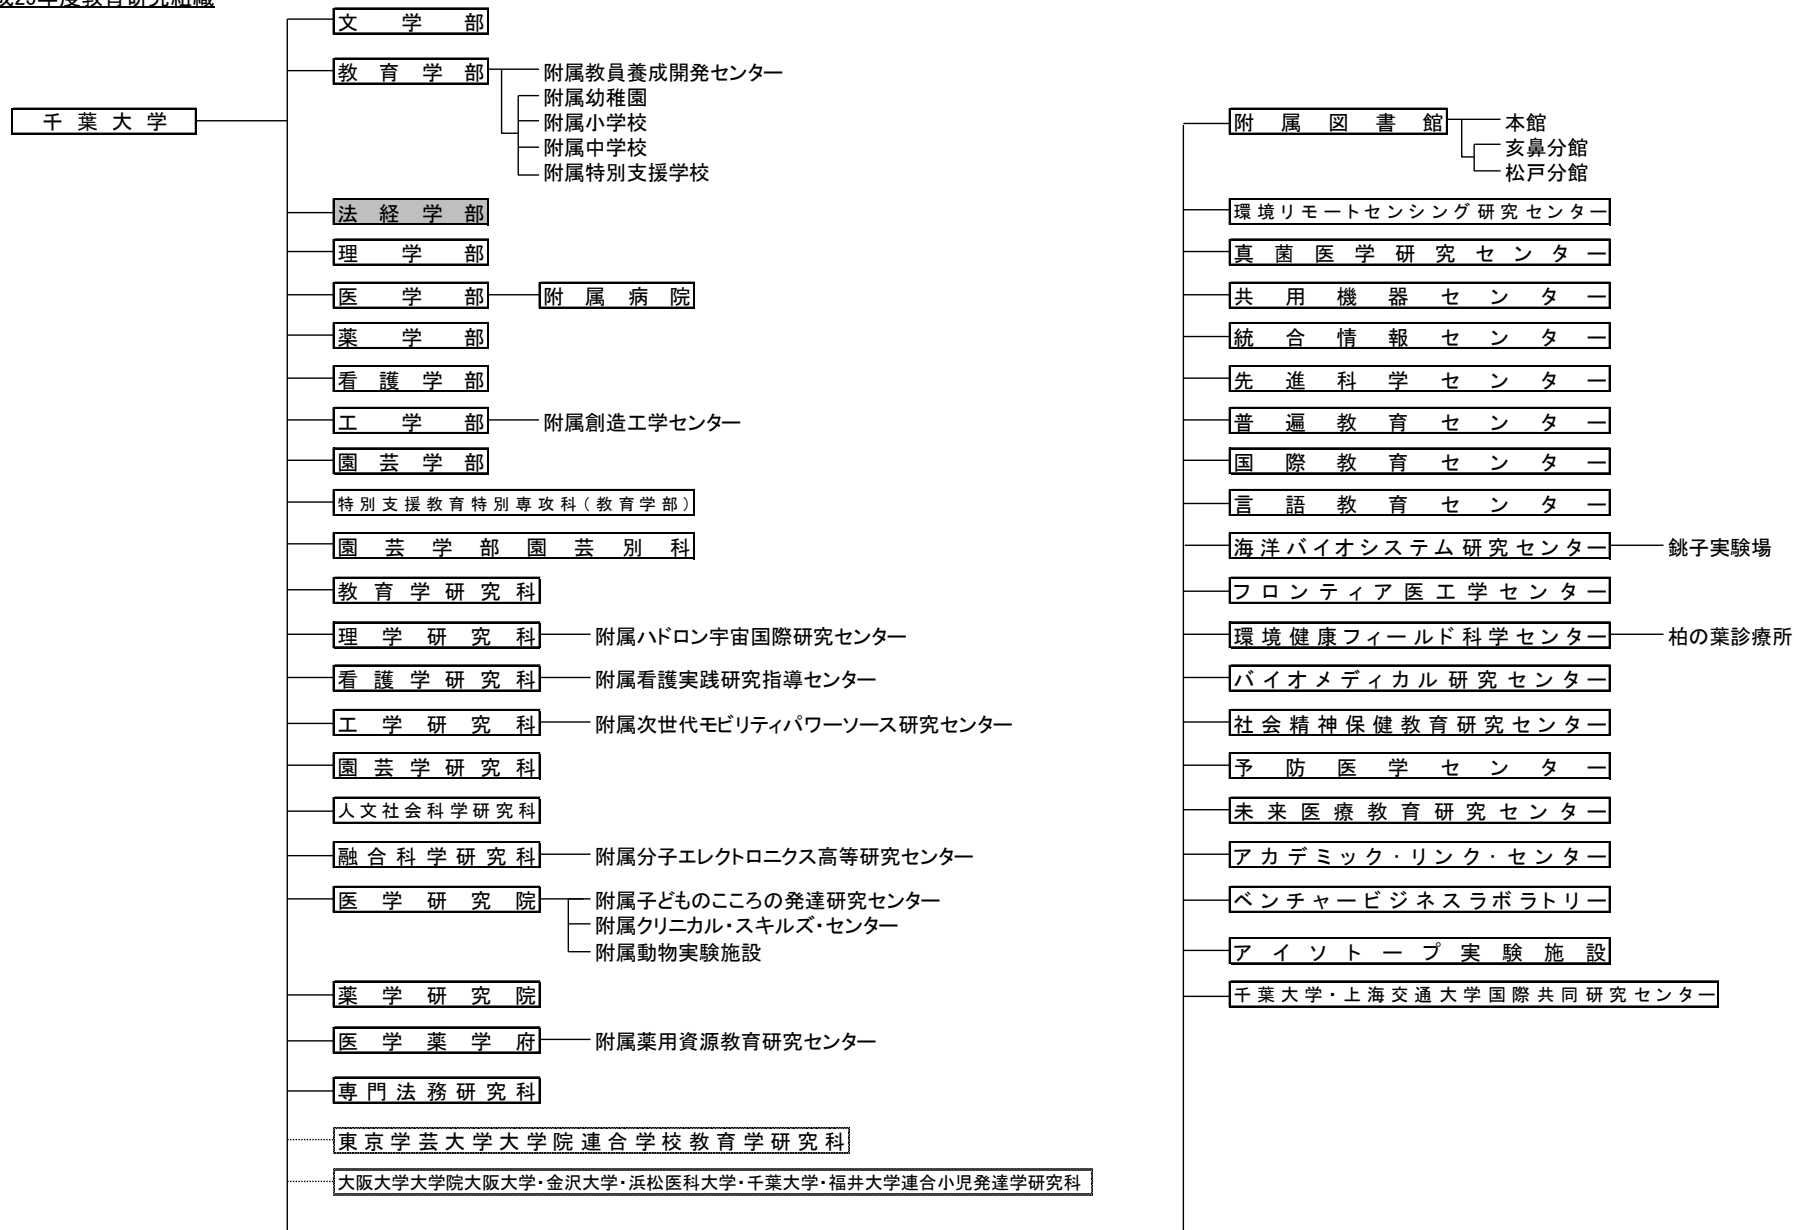 年度教育研究組織
千葉大学
文学部
教育学部
附属教員養成開発センター
附属幼稚園
附属小学校
附属中学校
附属特別支援学校
法経学部
理学部
医学部
附属病院
薬学部
看護学部
工学部
附属創造工学センター
園芸学部
特別支援教育特別専攻科(教育学部)
園芸学部園芸別科
教育学研究科
理学研究科
附属ハドロン宇宙国際研究センター
看護学研究科
附属看護実践研究指導センター
工学研究科
附属次世代モビリティパワーソース研究センター
園芸学研究科
人文社会科学研究科
融合科学研究科
附属分子エレクトロニクス高等研究センター
医学研究院
附属子どものこころの発達研究センター
附属クリニカル・スキルズ・センター
附属動物実験施設
薬学研究院
医学薬学府
附属薬用資源教育研究センター
専門法務研究科
東京学芸大学大学院連合学校教育学研究科
大阪大学大学院大阪大学・金沢大学・浜松医科大学・千葉大学・福井大学連合小児発達学研究科
附属図書館
本館
亥鼻分館
松戸分館
環境リモートセンシング研究センター
真菌医学研究センター
共用機器センター
統合情報センター
先進科学センター
普遍教育センター
国際教育センター
言語教育センター
海洋バイオシステム研究センター
銚子実験場
フロンティア医工学センター
環境健康フィールド科学センター
柏の葉診療所
バイオメディカル研究センター
社会精神保健教育研究センター
予防医学センター
未来医療教育研究センター
アカデミック・リンク・センター
ベンチャービジネスラボラトリー
アイソトープ実験施設
千葉大学・上海交通大学国際共同研究センター